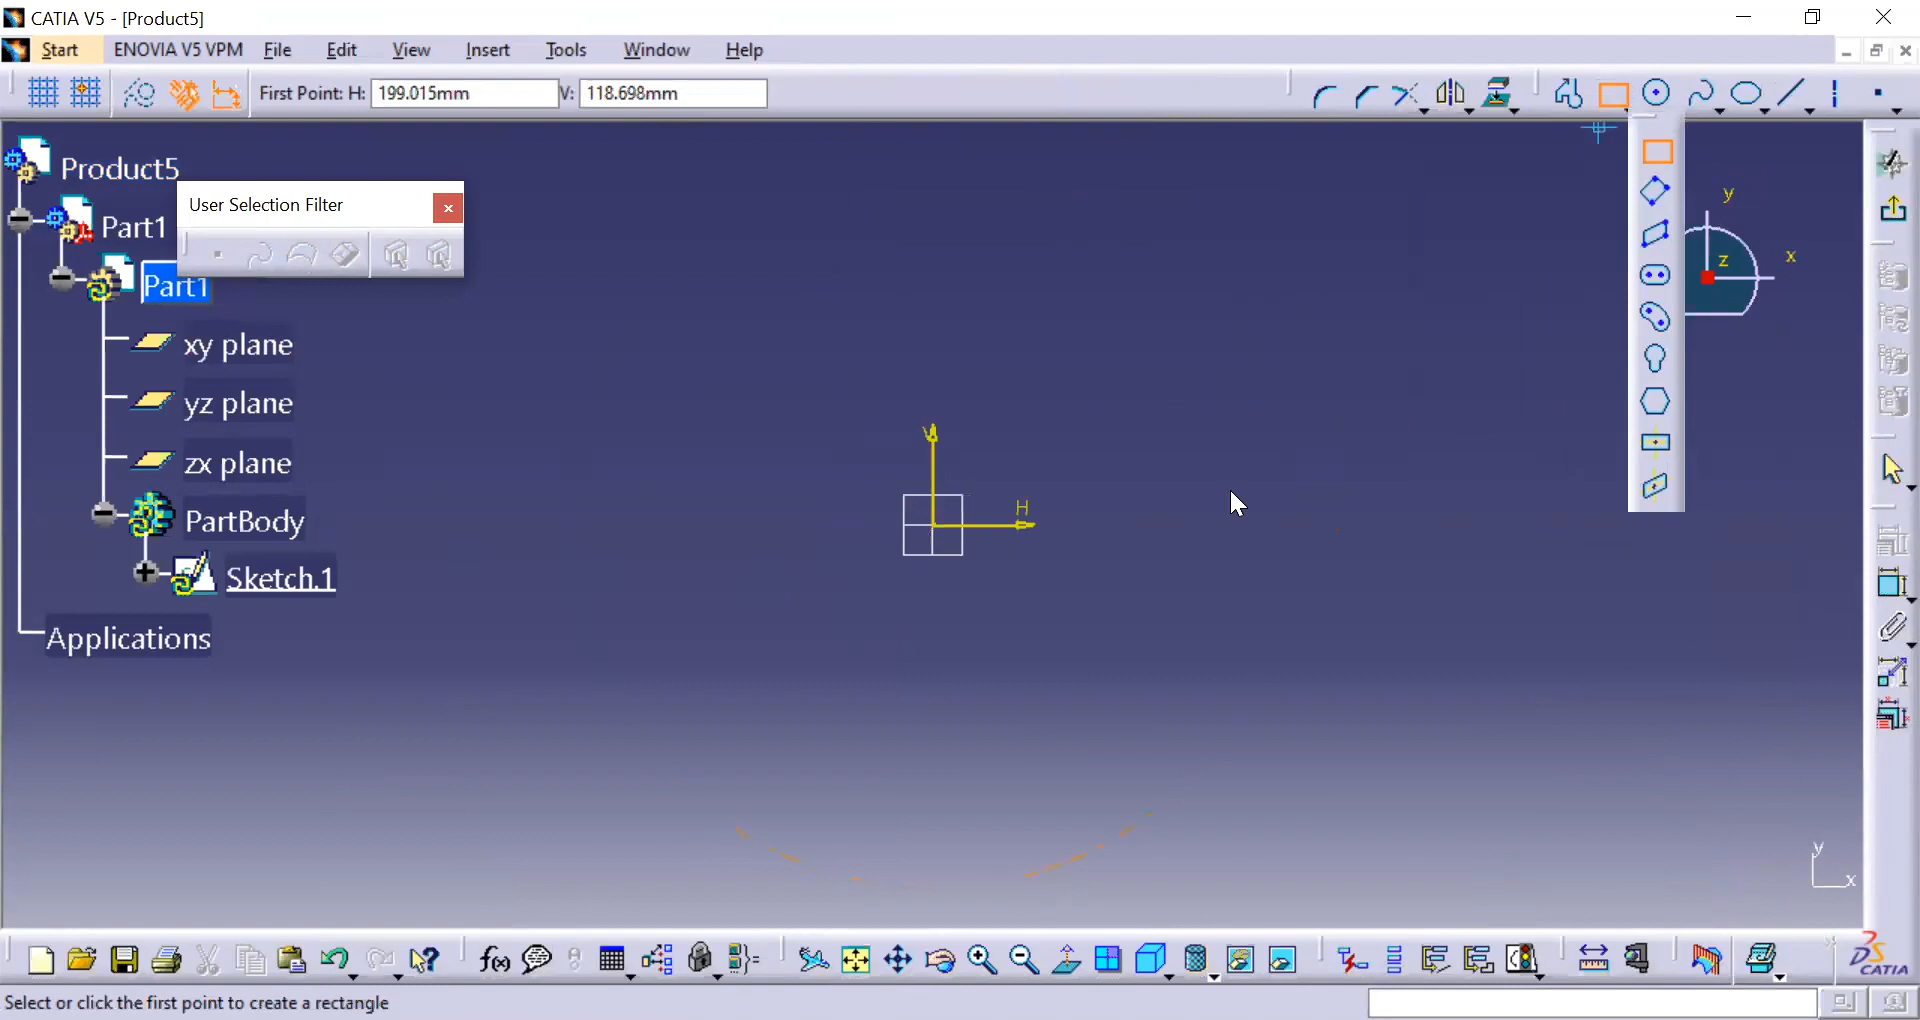 CATIA V5 - [Product5]
Start ENOVIA V5 VPM File Edit View Insert Tools Window Help
First Point: H: 199.015mm V: 118.698mm
Product5
User Selection Filter
Part1
Part1
xy plane
yz plane
zx plane
PartBody
Sketch.1
Applications
V
H
y
x
z
y
x
f(x)
CATIA
Select or click the first point to create a rectangle